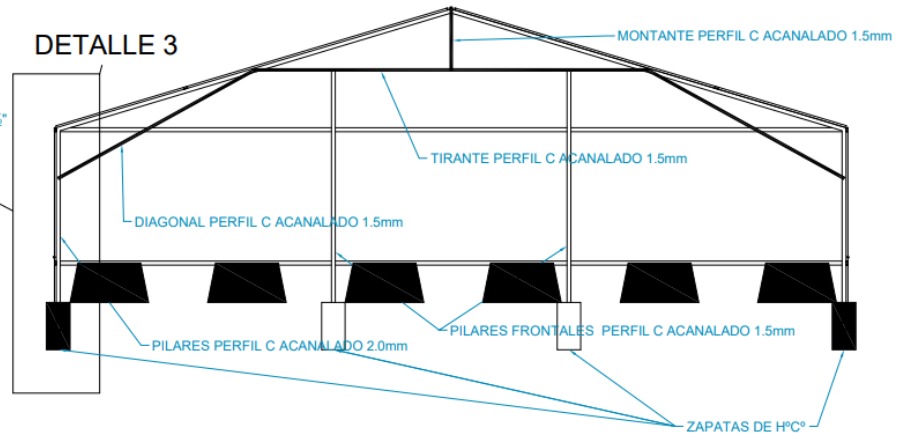 DETALLE 3
MONTANTE PERFIL C ACANALADO 1.5mm
TIRANTE PERFIL C ACANALADO 1.5mm
DIAGONAL PERFIL C ACANALADO 1.5mm
PILARES FRONTALES PERFIL C ACANALADO 1.5mm
PILARES PERFIL C ACANALADO 2.0mm
ZAPATAS DE HºCº